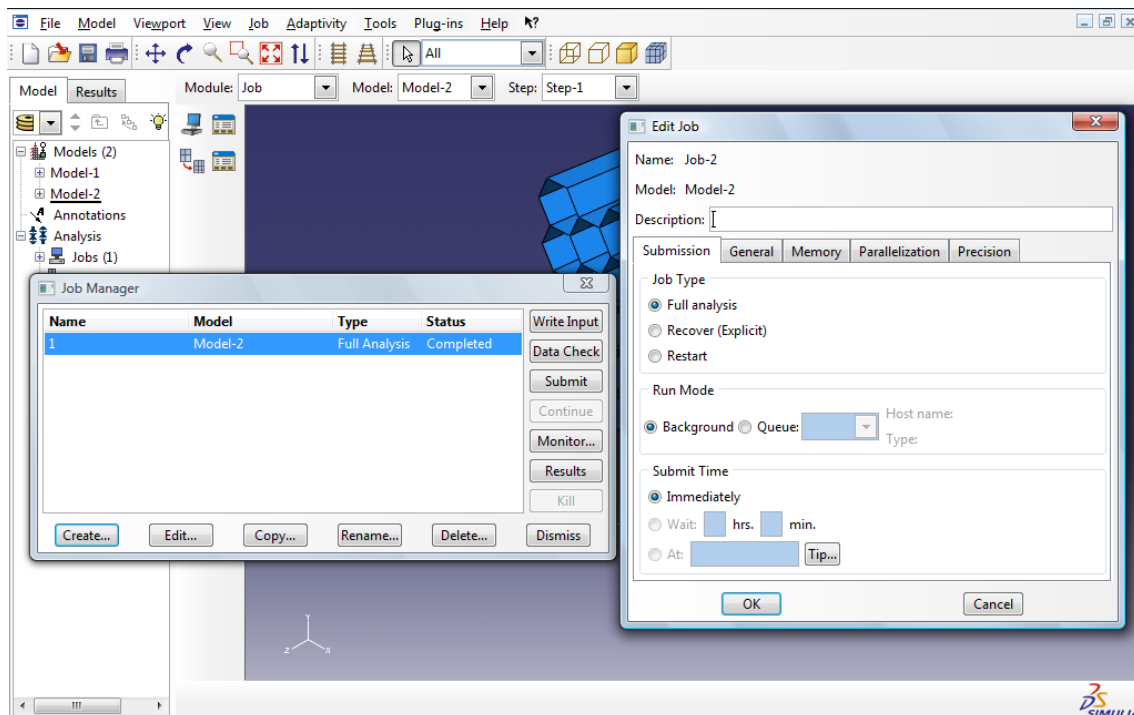 File Model Viewport View Job Adaptivity Tools Plug-ins Help
All
Model Results
Module: Job Model: Model-2 Step: Step-1
Models (2)
Model-1
Model-2
Annotations
Analysis
Jobs (1)
Job Manager
Name Model Type Status
1 Model-2 Full Analysis Completed
Write Input
Data Check
Submit
Continue
Monitor...
Results
Kill
Create... Edit... Copy... Rename... Delete... Dismiss
Edit Job
Name: Job-2
Model: Model-2
Description:
Submission General Memory Parallelization Precision
Job Type
Full analysis
Recover (Explicit)
Restart
Run Mode
Background Queue: Host name:
Type:
Submit Time
Immediately
Wait: hrs. min.
At: Tip...
OK Cancel
Y
Z X